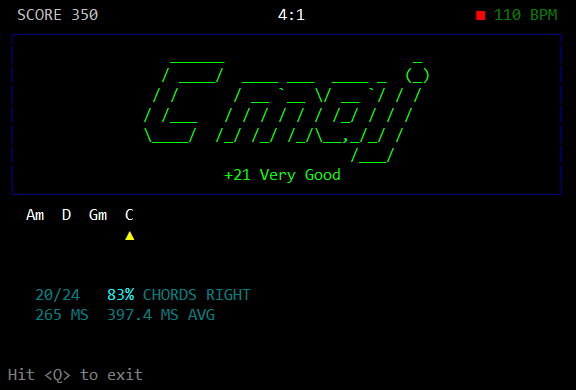 SCORE 350 4:1 110 BPM
C maj
+21 Very Good
Am D Gm C
20/24 83% CHORDS RIGHT
265 MS 397.4 MS AVG
Hit <Q> to exit